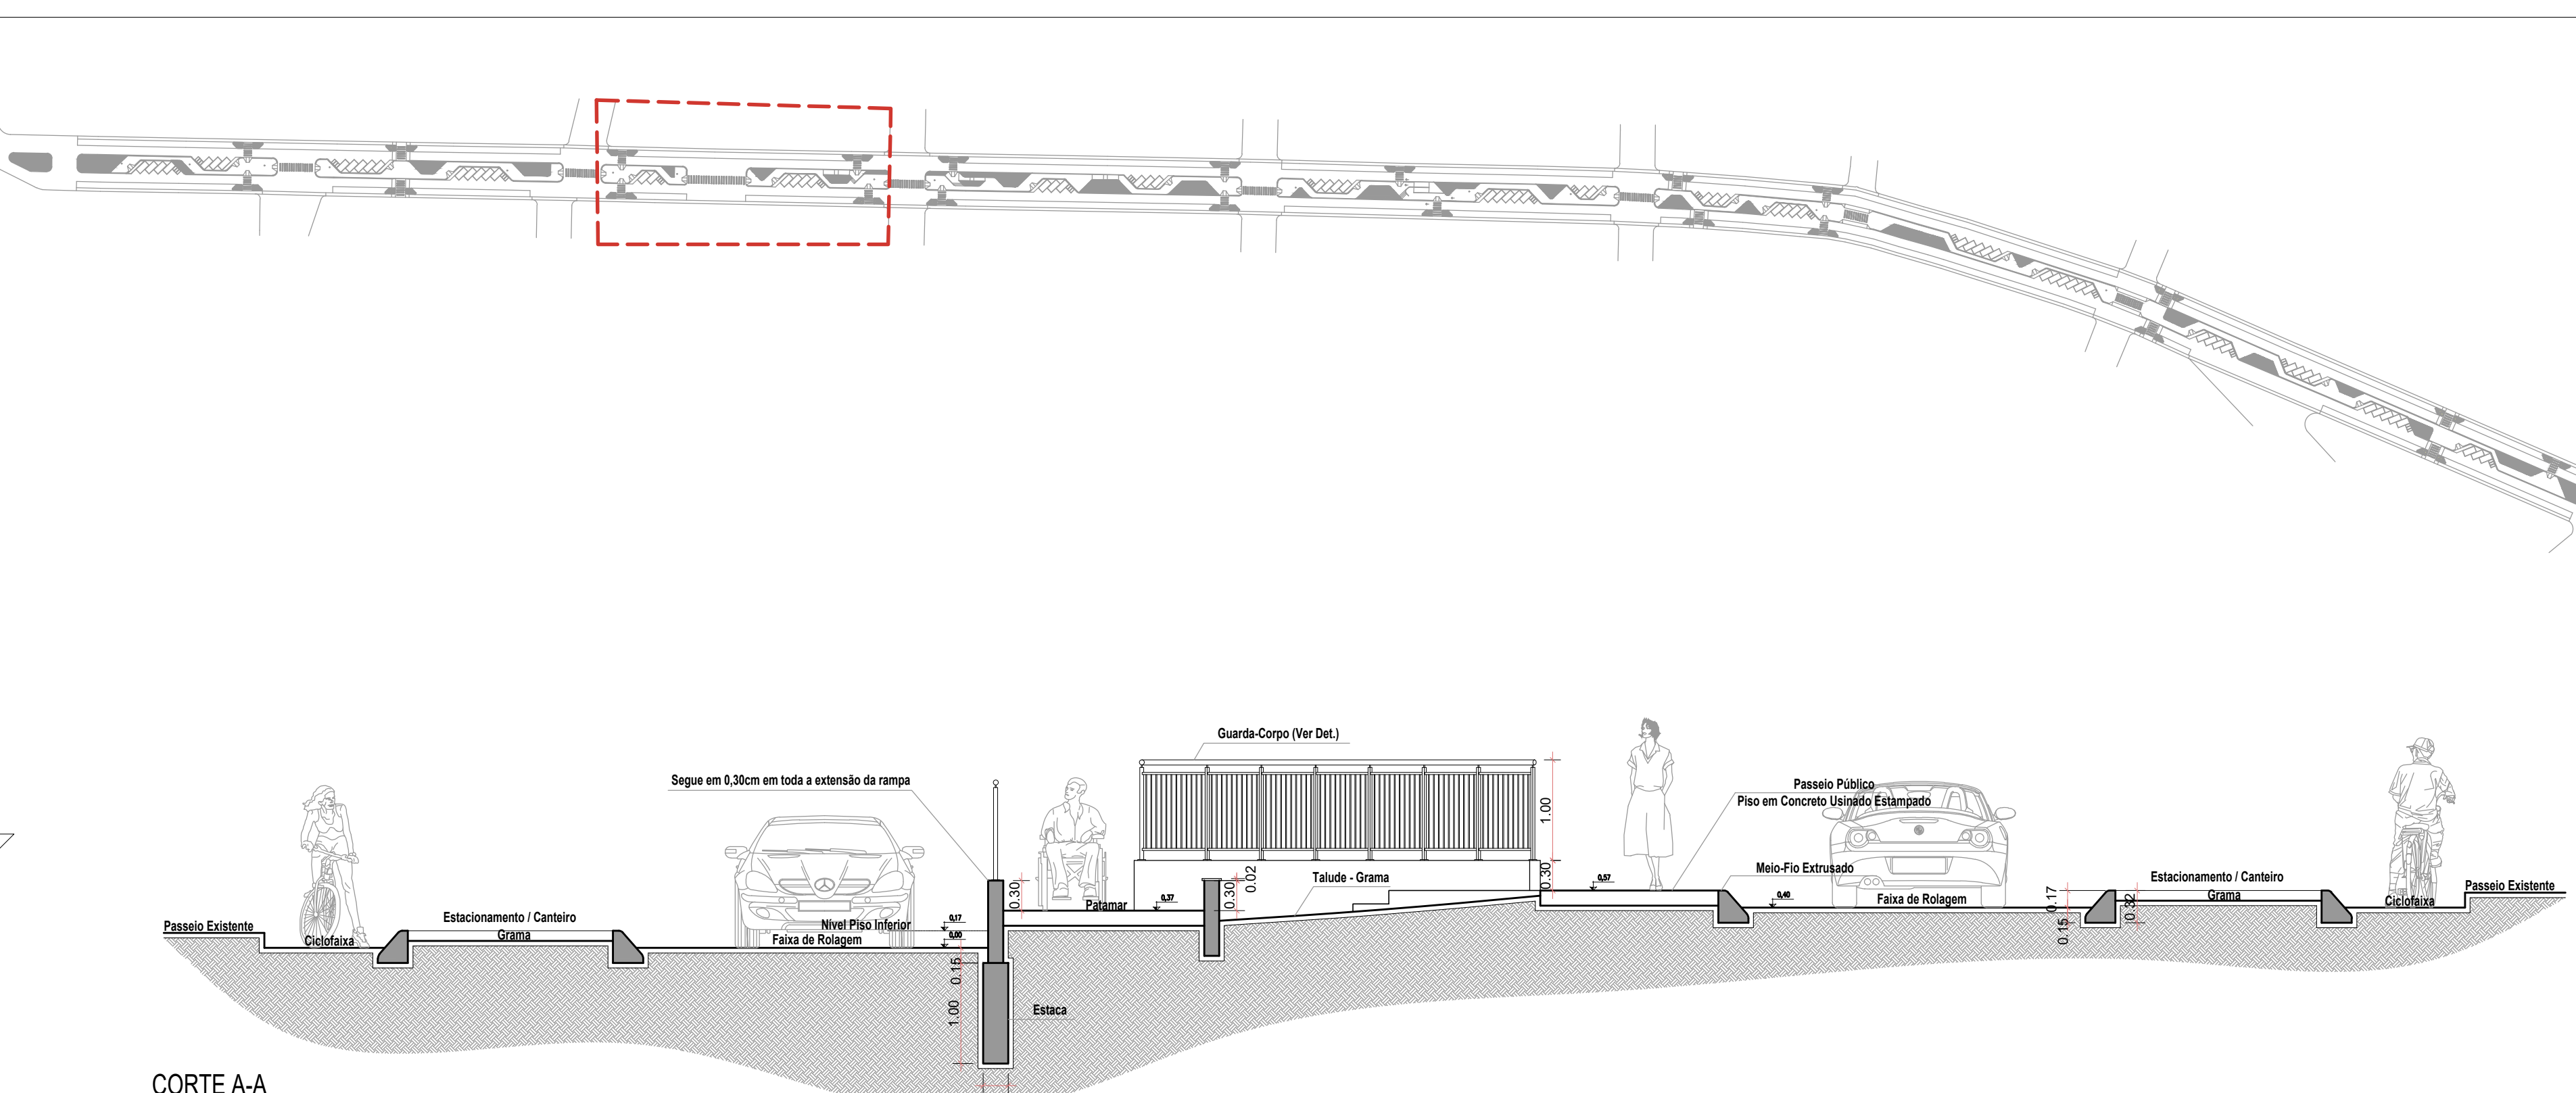 Guarda-Corpo (Ver Det.)
Segue em 0,30cm em toda a extensão da rampa
Passeio Público
Piso em Concreto Usinado Estampado
1.00
Meio-Fio Extrusado
0.30
0.30
0.02
Talude - Grama
0.30
0,57
Estacionamento / Canteiro
Passeio Existente
Patamar
0,37
0,40
Faixa de Rolagem
0.17
0.32
Grama
Ciclofaixa
Passeio Existente
Estacionamento / Canteiro
Nível Piso Inferior
0,17
0.15
Ciclofaixa
Grama
Faixa de Rolagem
0,00
0.15
1.00
Estaca
CORTE A-A